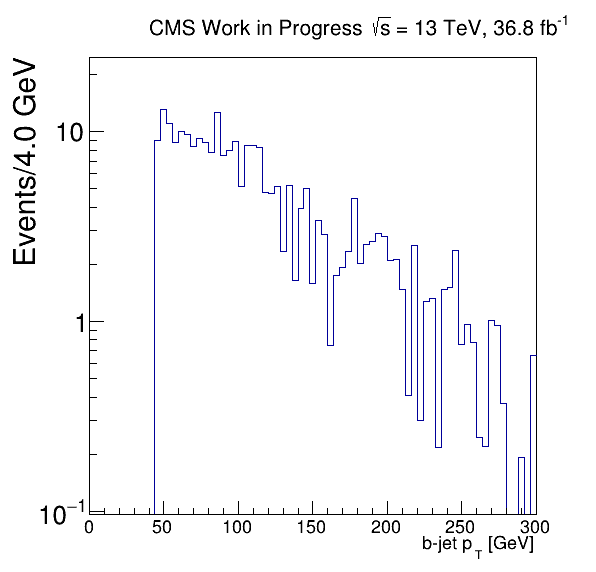 CMS Work in Progress √s = 13 TeV, 36.8 fb⁻¹
Events/4.0 GeV
10
1
10⁻¹
0 50 100 150 200 250 300
b-jet p_T [GeV]